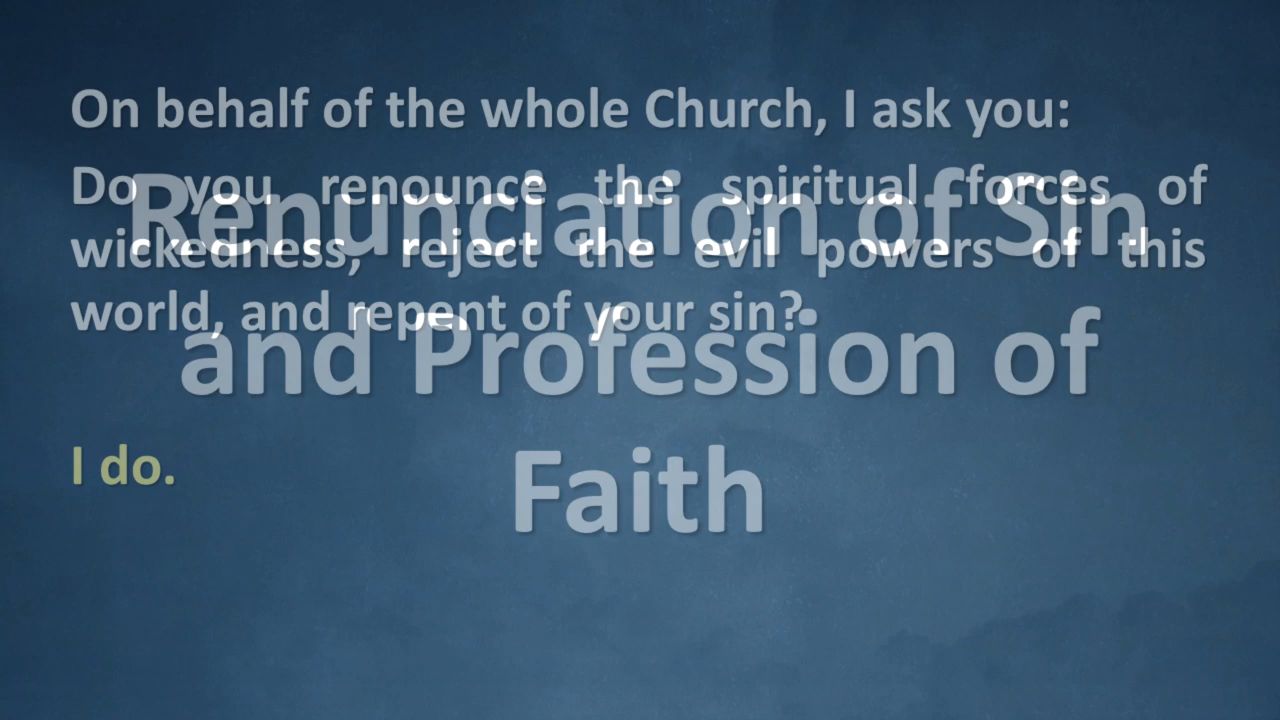 On behalf of the whole Church, I ask you:
Do you renounce the spiritual forces of
wickedness, reject the evil powers of this
world, and repent of your sin?
I do.
Renunciation of Sin
and Profession of
Faith